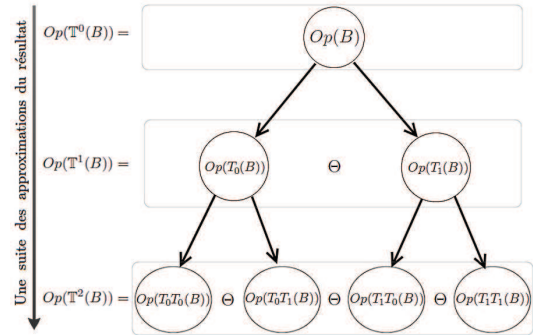 Une suite des approximations du résultat
Op(𝕋⁰(B)) = Op(B)
Op(𝕋¹(B)) = Op(T₀(B)) Θ Op(T₁(B))
Op(𝕋²(B)) = Op(T₀T₀(B)) Θ Op(T₀T₁(B)) Θ Op(T₁T₀(B)) Θ Op(T₁T₁(B))